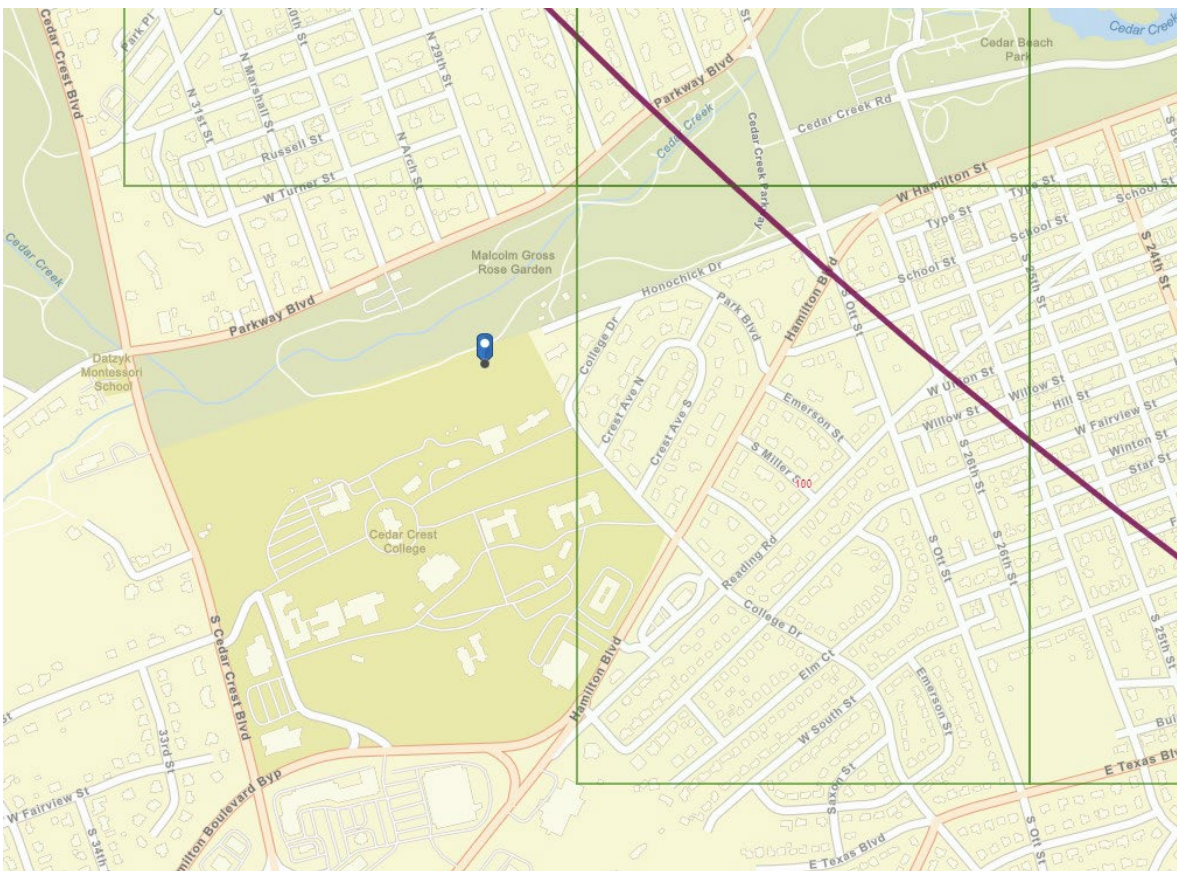 Cedar Crest Blvd
Park Pl
N Marshall St
N 29th St
N 31st St
N Arch St
Russell St
W Turner St
Parkway Blvd
Cedar Creek
Cedar Beach
Park
Cedar Creek
Cedar Creek Rd
Cedar Creek Parkway
W Hamilton St
Type St
Type St
School St
School St
S 24th St
S 25th St
Cedar Creek
Malcolm Gross
Rose Garden
Honochick Dr
Parkway Blvd
Park Blvd
Hamilton Blvd
S Ott St
College Dr
Datzyk
Montessori
School
Crest Ave N
Crest Ave S
Emerson St
W Union St
Willow St
Willow St
Hill St
W Fairview St
Winton St
Star St
S Miller
100
S 26th St
Cedar Crest
College
Reading Rd
S Ott St
S 26th St
College Dr
Elm Ct
W South St
Emerson St
S 25th St
S Cedar Crest Blvd
Hamilton Blvd
33rd St
W Fairview St
S 34th
Hamilton Boulevard Byp
Saxon St
S Ott St
E Texas Blv
E Texas Blvd